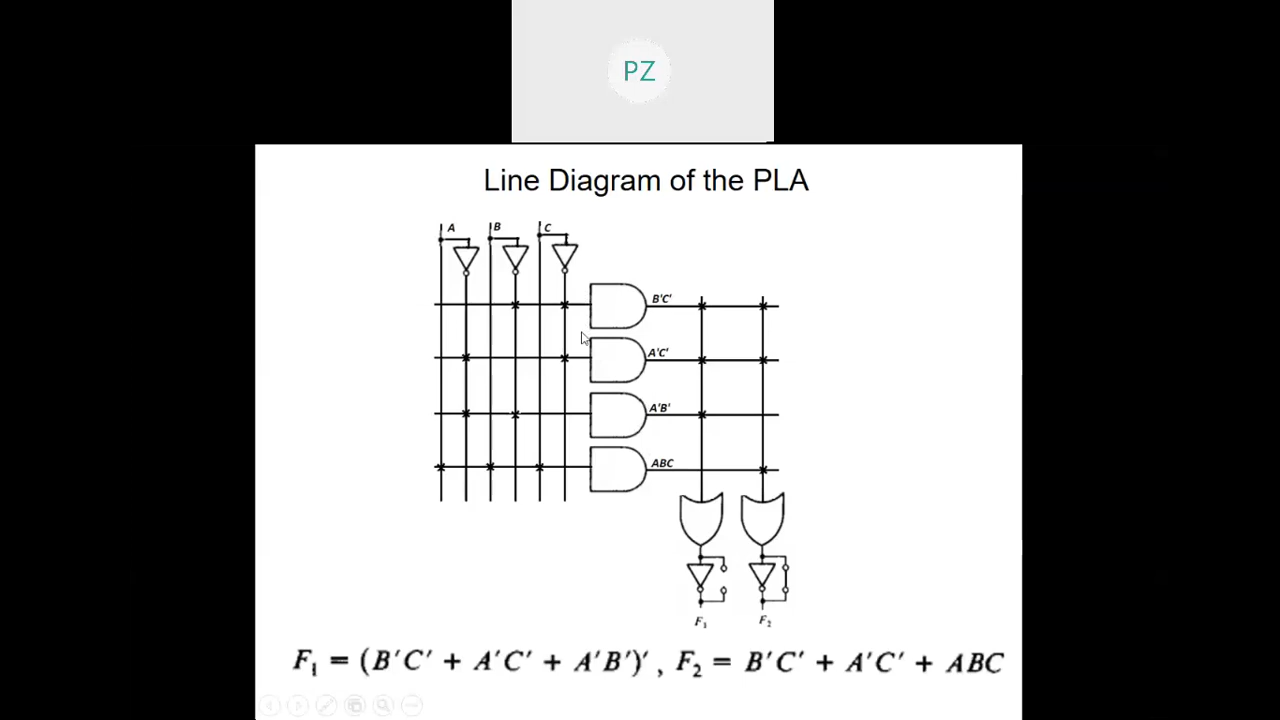 PZ
Line Diagram of the PLA
A B C
B'C'
A'C'
A'B'
ABC
F₁ F₂
F₁ = (B'C' + A'C' + A'B')', F₂ = B'C' + A'C' + ABC